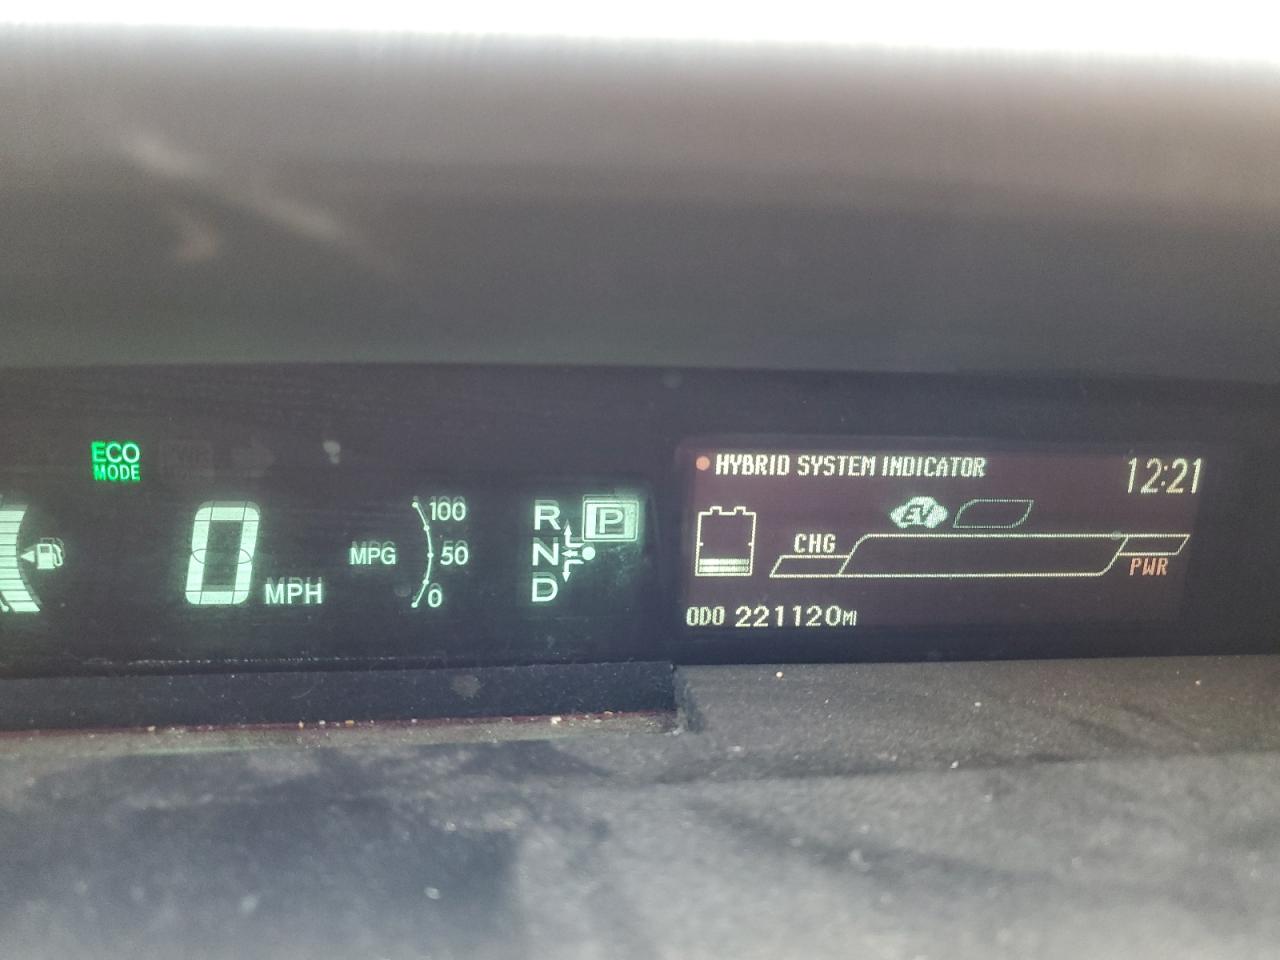 ECO
MODE
0 MPH
MPG
100
50
0
R
N
D
P
HYBRID SYSTEM INDICATOR
12:21
EV
CHG
PWR
ODO 221120MI